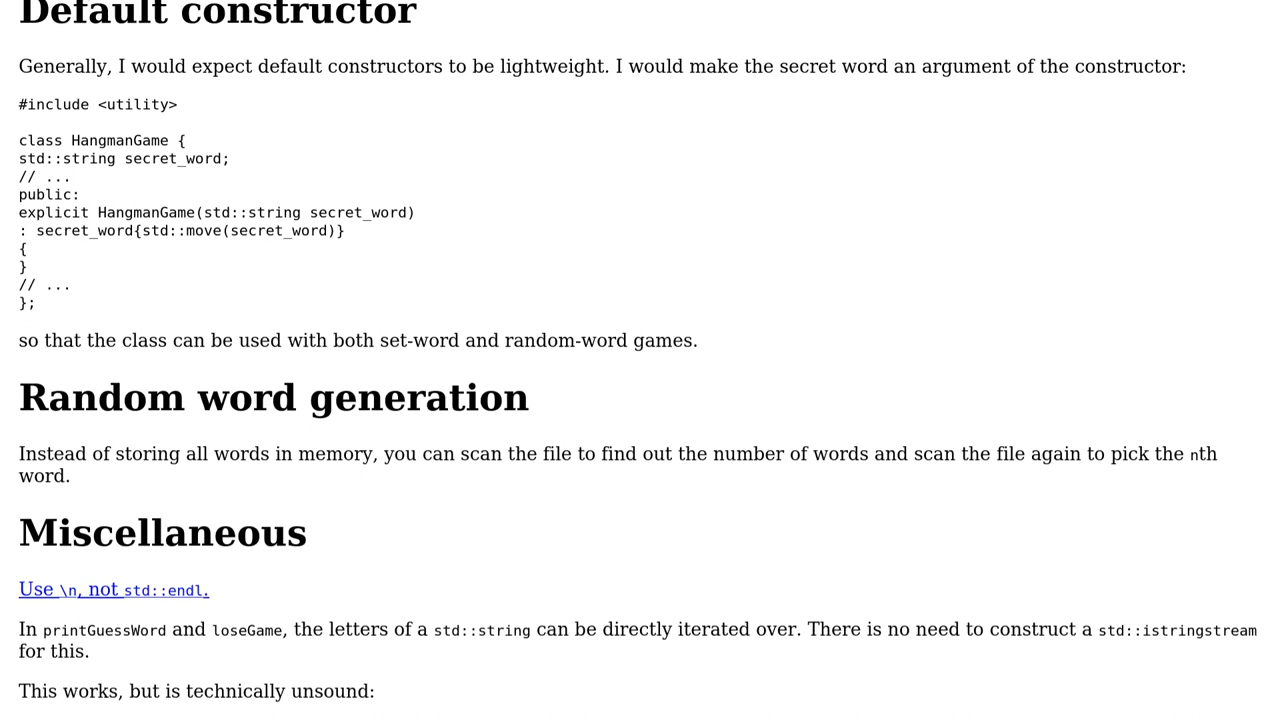 Default constructor
Generally, I would expect default constructors to be lightweight. I would make the secret word an argument of the constructor:
#include <utility>
class HangmanGame {
std::string secret_word;
// ...
public:
explicit HangmanGame(std::string secret_word)
: secret_word{std::move(secret_word)}
{
}
// ...
};
so that the class can be used with both set-word and random-word games.
Random word generation
Instead of storing all words in memory, you can scan the file to find out the number of words and scan the file again to pick the nth
word.
Miscellaneous
Use \n, not std::endl.
In printGuessWord and loseGame, the letters of a std::string can be directly iterated over. There is no need to construct a std::istringstream
for this.
This works, but is technically unsound: